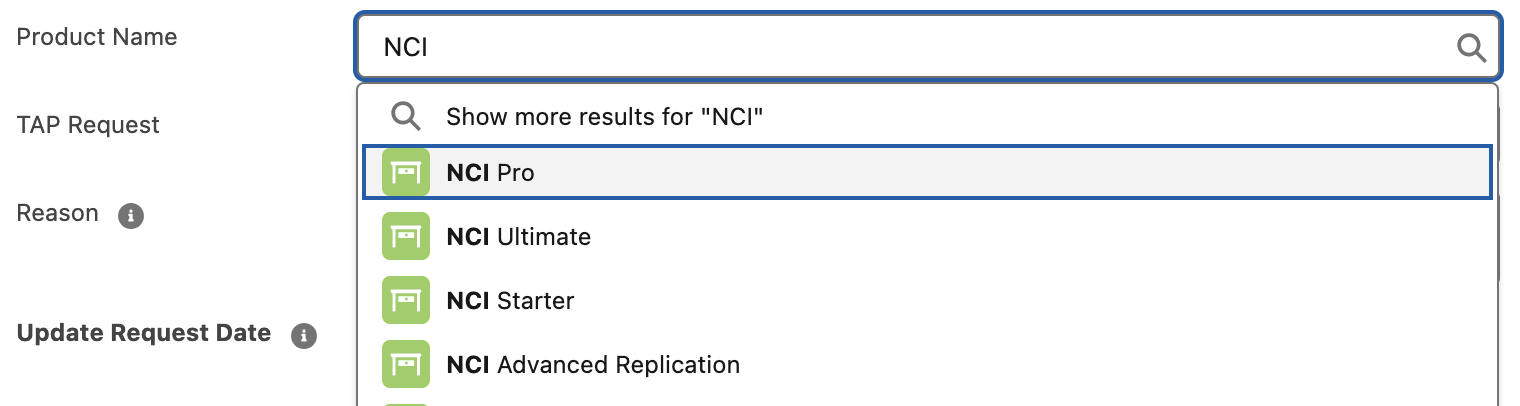 Product Name
NCI
TAP Request
Show more results for "NCI"
NCI Pro
Reason
NCI Ultimate
NCI Starter
Update Request Date
NCI Advanced Replication